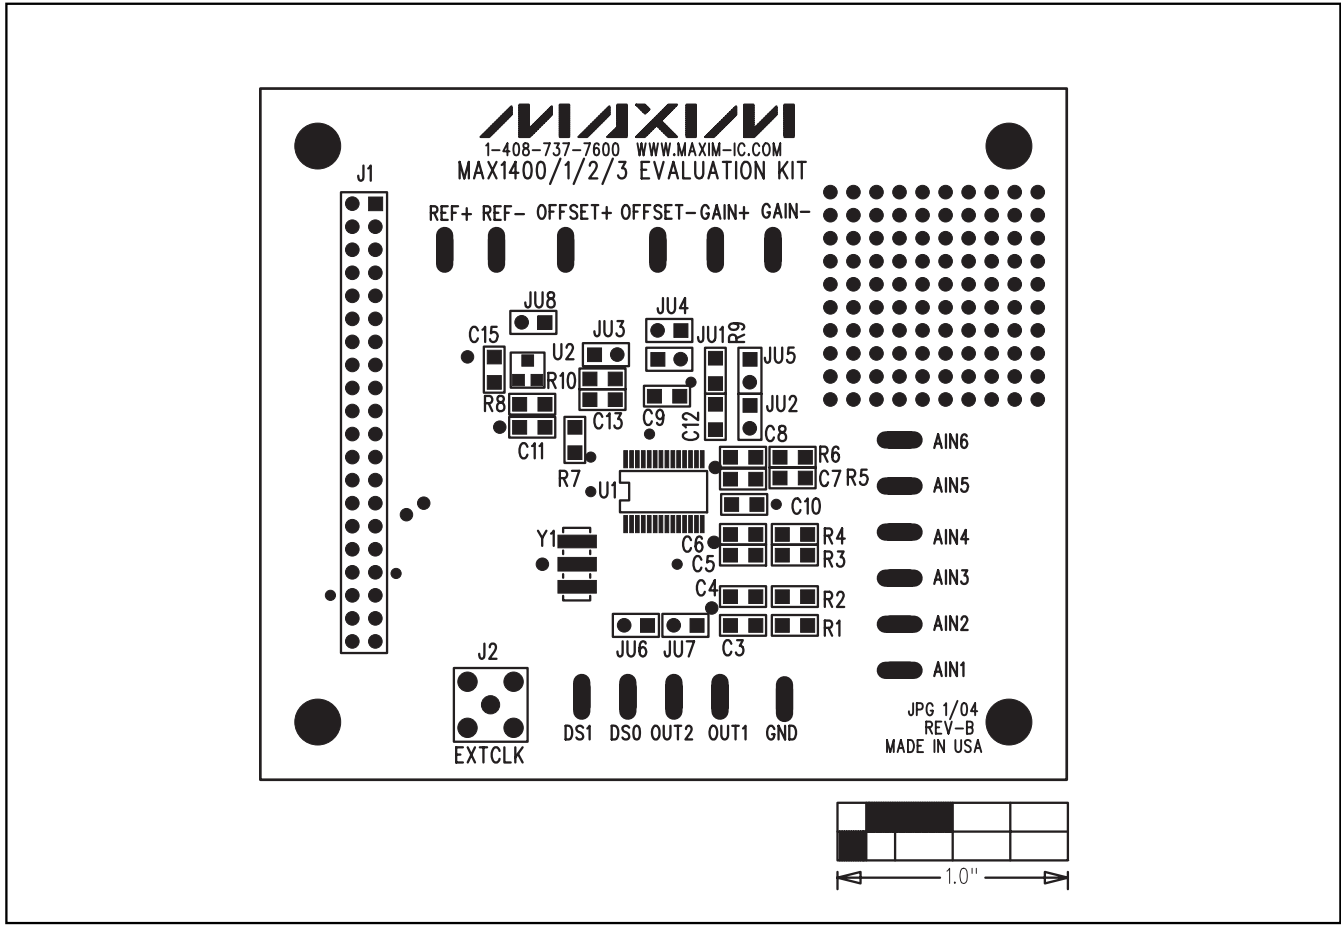 MAXIM
1-408-737-7600 WWW.MAXIM-IC.COM
MAX1400/1/2/3 EVALUATION KIT
J1
REF+ REF- OFFSET+ OFFSET- GAIN+ GAIN-
JU8
JU4
C15
JU3
JU1
R9
U2
JU5
R10
R8
JU2
C13
C9
C12
C11
C8
R6
R7
C7 R5
U1
C10
AIN6
AIN5
AIN4
AIN3
AIN2
AIN1
Y1
C6
R4
C5
R3
C4
R2
R1
JU6
JU7
C3
J2
EXTCLK
DS1
DS0
OUT2
OUT1
GND
JPG 1/04
REV-B
MADE IN USA
1.0"